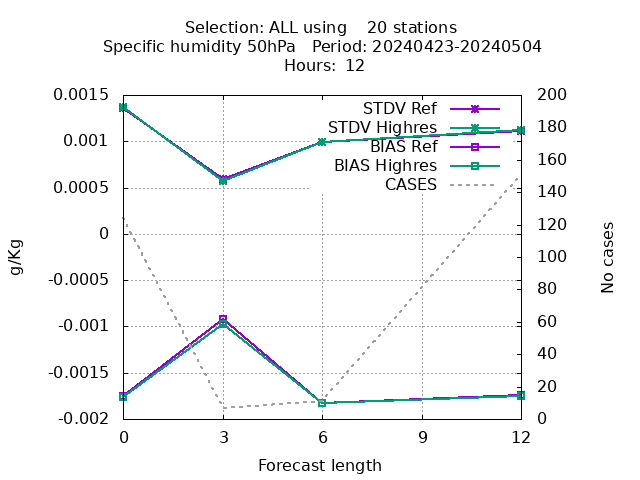 Selection: ALL using    20 stations
Specific humidity 50hPa   Period: 20240423-20240504
Hours: 12
STDV Ref
STDV Highres
BIAS Ref
BIAS Highres
CASES
0.0015
0.001
0.0005
0
-0.0005
-0.001
-0.0015
-0.002
200
180
160
140
120
100
80
60
40
20
0
g/Kg
No cases
0 3 6 9 12
Forecast length